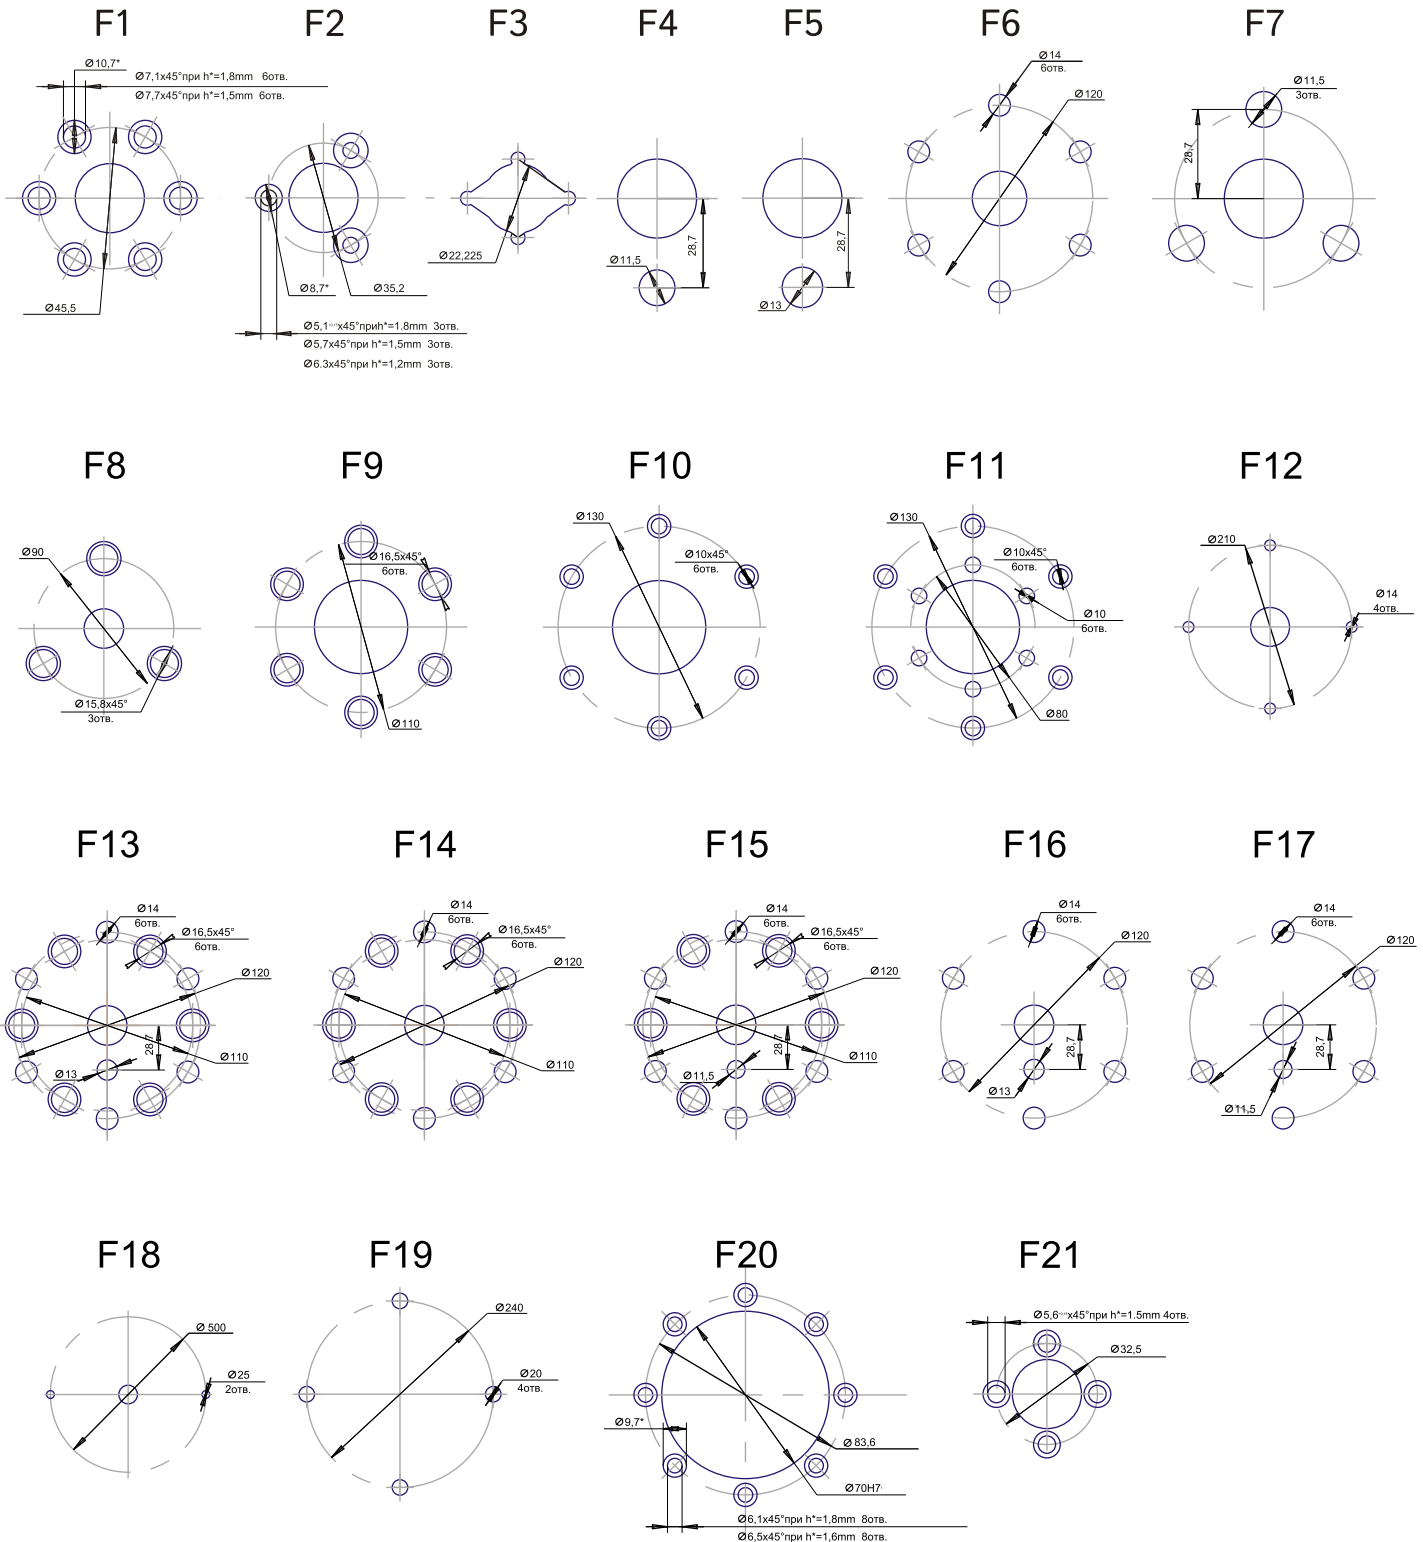 F1 F2 F3 F4 F5 F6 F7
Ø10,7*
Ø7,1x45°при h*=1,8mm 6отв.
Ø7,7x45°при h*=1,5mm 6отв.
Ø45,5
Ø8,7*
Ø35,2
Ø5,1 x45°приh*=1.8mm 3отв.
Ø5,7x45°при h*=1,5mm 3отв.
Ø6.3x45°при h*=1,2mm 3отв.
Ø22,225
28,7
Ø11,5
28,7
Ø13
Ø14
6отв.
Ø120
Ø11,5
3отв.
28,7
F8 F9 F10 F11 F12
Ø90
Ø15,8x45°
3отв.
Ø16,5x45°
6отв.
Ø110
Ø130
Ø10x45°
6отв.
Ø130
Ø10x45°
6отв.
Ø10
6отв.
Ø80
Ø210
Ø14
4отв.
F13 F14 F15 F16 F17
Ø14
6отв.
Ø16,5x45°
6отв.
Ø120
28,7
Ø110
Ø13
Ø14
6отв.
Ø16,5x45°
6отв.
Ø120
Ø110
Ø14
6отв.
Ø16,5x45°
6отв.
Ø120
28,7
Ø110
Ø11,5
Ø14
6отв.
Ø120
28,7
Ø13
Ø14
6отв.
Ø120
28,7
Ø11,5
F18 F19 F20 F21
Ø500
Ø25
2отв.
Ø240
Ø20
4отв.
Ø9,7*
Ø83,6
Ø70H7
Ø6,1x45°при h*=1,8mm 8отв.
Ø6,5x45°при h*=1,6mm 8отв.
Ø5,6 x45°при h*=1.5mm 4отв.
Ø32,5